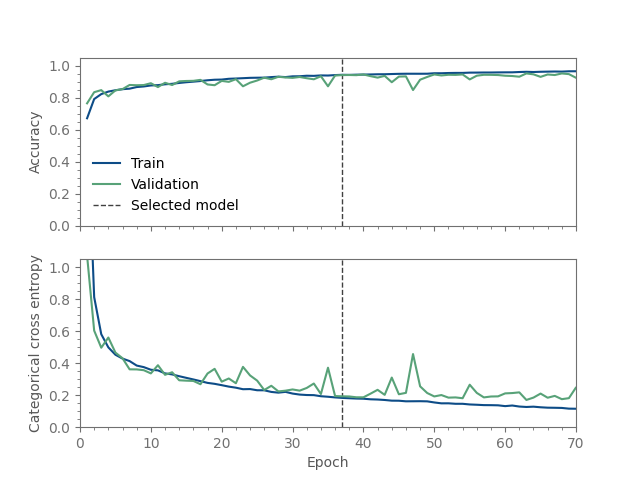 1.0
0.8
0.6
0.4
0.2
0.0
Accuracy
Train
Validation
Selected model
1.0
0.8
0.6
0.4
0.2
0.0
Categorical cross entropy
0 10 20 30 40 50 60 70
Epoch